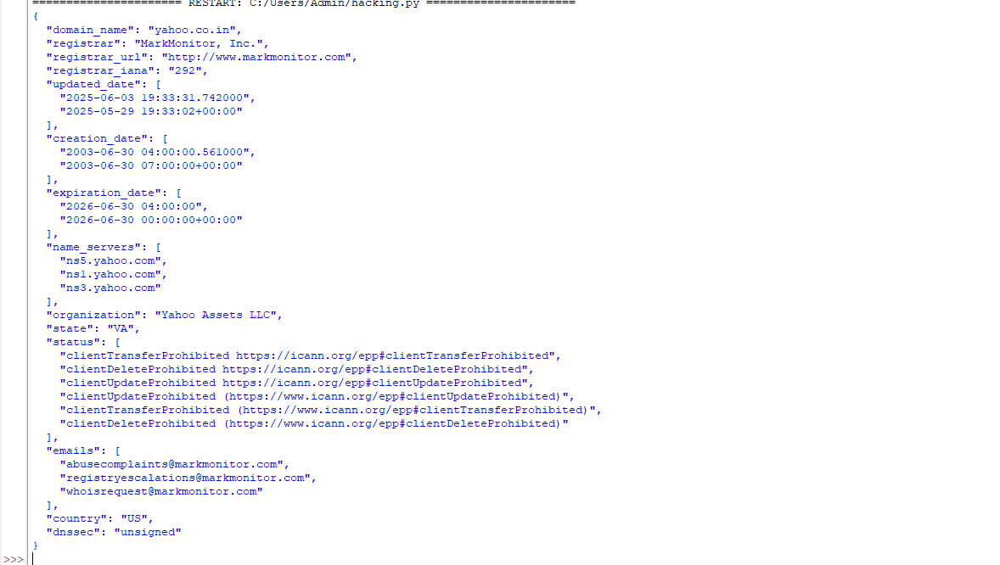 ======================= RESTART: C:/Users/Admin/hacking.py =======================
{
  "domain_name": "yahoo.co.in",
  "registrar": "MarkMonitor, Inc.",
  "registrar_url": "http://www.markmonitor.com",
  "registrar_iana": "292",
  "updated_date": [
    "2025-06-03 19:33:31.742000",
    "2025-05-29 19:33:02+00:00"
  ],
  "creation_date": [
    "2003-06-30 04:00:00.561000",
    "2003-06-30 07:00:00+00:00"
  ],
  "expiration_date": [
    "2026-06-30 04:00:00",
    "2026-06-30 00:00:00+00:00"
  ],
  "name_servers": [
    "ns5.yahoo.com",
    "ns1.yahoo.com",
    "ns3.yahoo.com"
  ],
  "organization": "Yahoo Assets LLC",
  "state": "VA",
  "status": [
    "clientTransferProhibited https://icann.org/epp#clientTransferProhibited",
    "clientDeleteProhibited https://icann.org/epp#clientDeleteProhibited",
    "clientUpdateProhibited https://icann.org/epp#clientUpdateProhibited",
    "clientUpdateProhibited (https://www.icann.org/epp#clientUpdateProhibited)",
    "clientTransferProhibited (https://www.icann.org/epp#clientTransferProhibited)",
    "clientDeleteProhibited (https://www.icann.org/epp#clientDeleteProhibited)"
  ],
  "emails": [
    "abusecomplaints@markmonitor.com",
    "registryescalations@markmonitor.com",
    "whoisrequest@markmonitor.com"
  ],
  "country": "US",
  "dnssec": "unsigned"
}
>>>